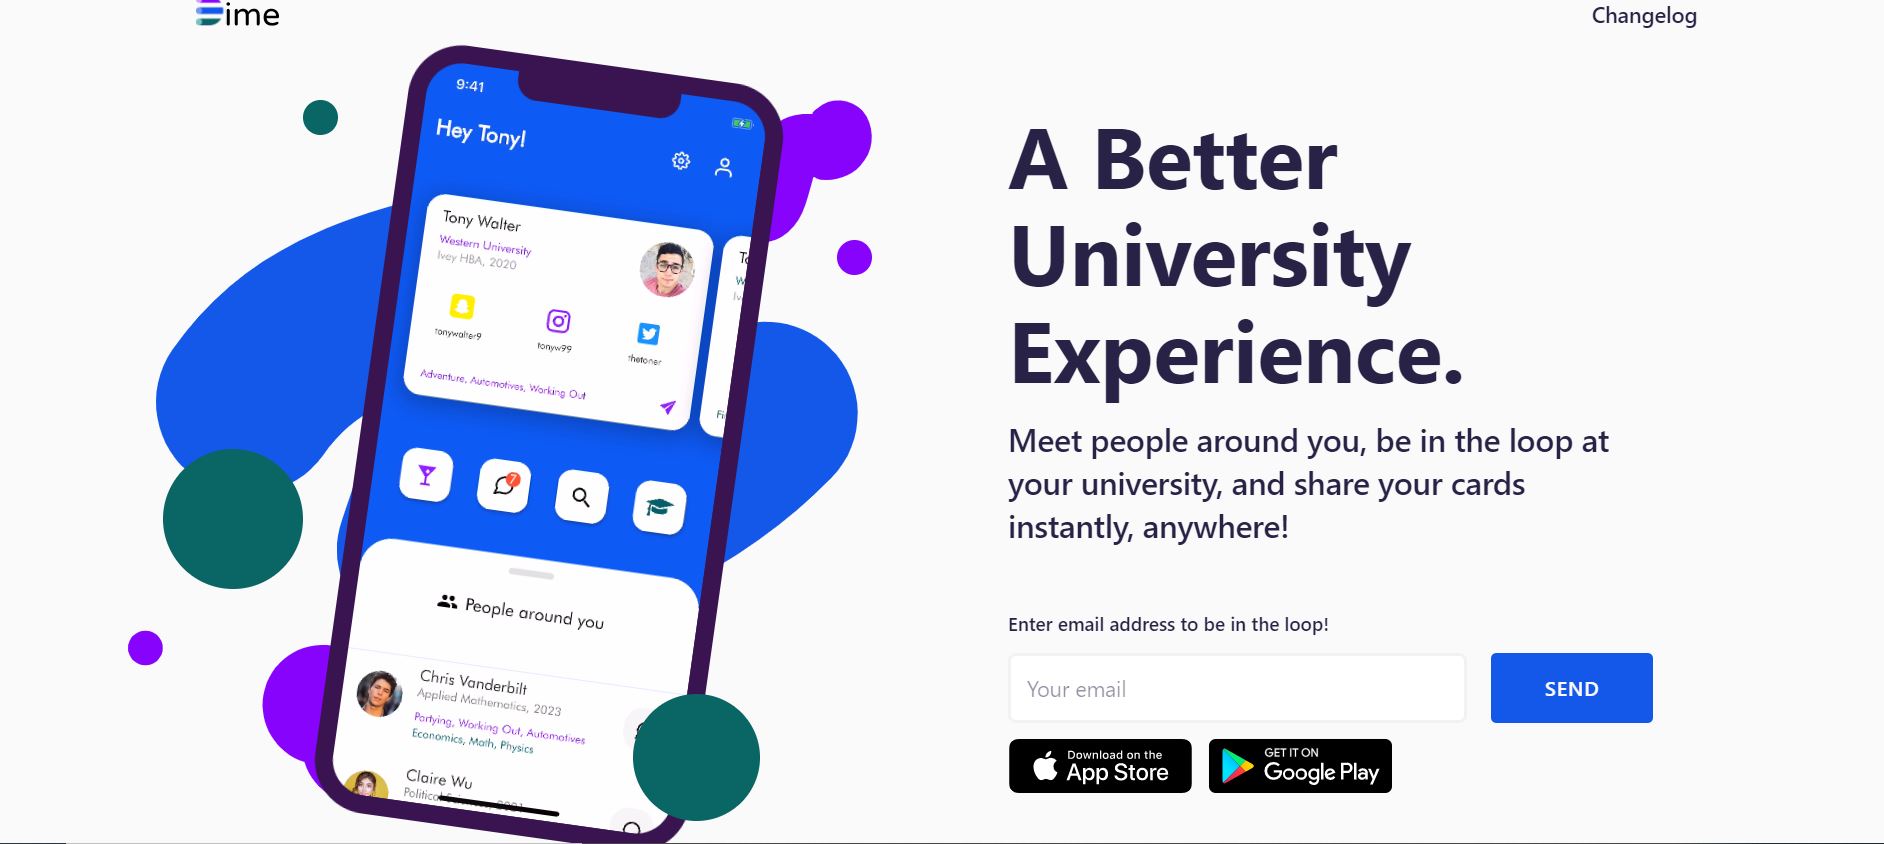 Dime
Changelog
9:41
Hey Tony!
Tony Walter
Western University
Ivey HBA, 2020
tonywalter9
tonyw99
thetoner
Adventure, Automotives, Working Out
7
People around you
Chris Vanderbilt
Applied Mathematics, 2023
Partying, Working Out, Automotives
Economics, Math, Physics
Claire Wu
A Better
University
Experience.
Meet people around you, be in the loop at
your university, and share your cards
instantly, anywhere!
Enter email address to be in the loop!
Your email
SEND
Download on the
App Store
GET IT ON
Google Play